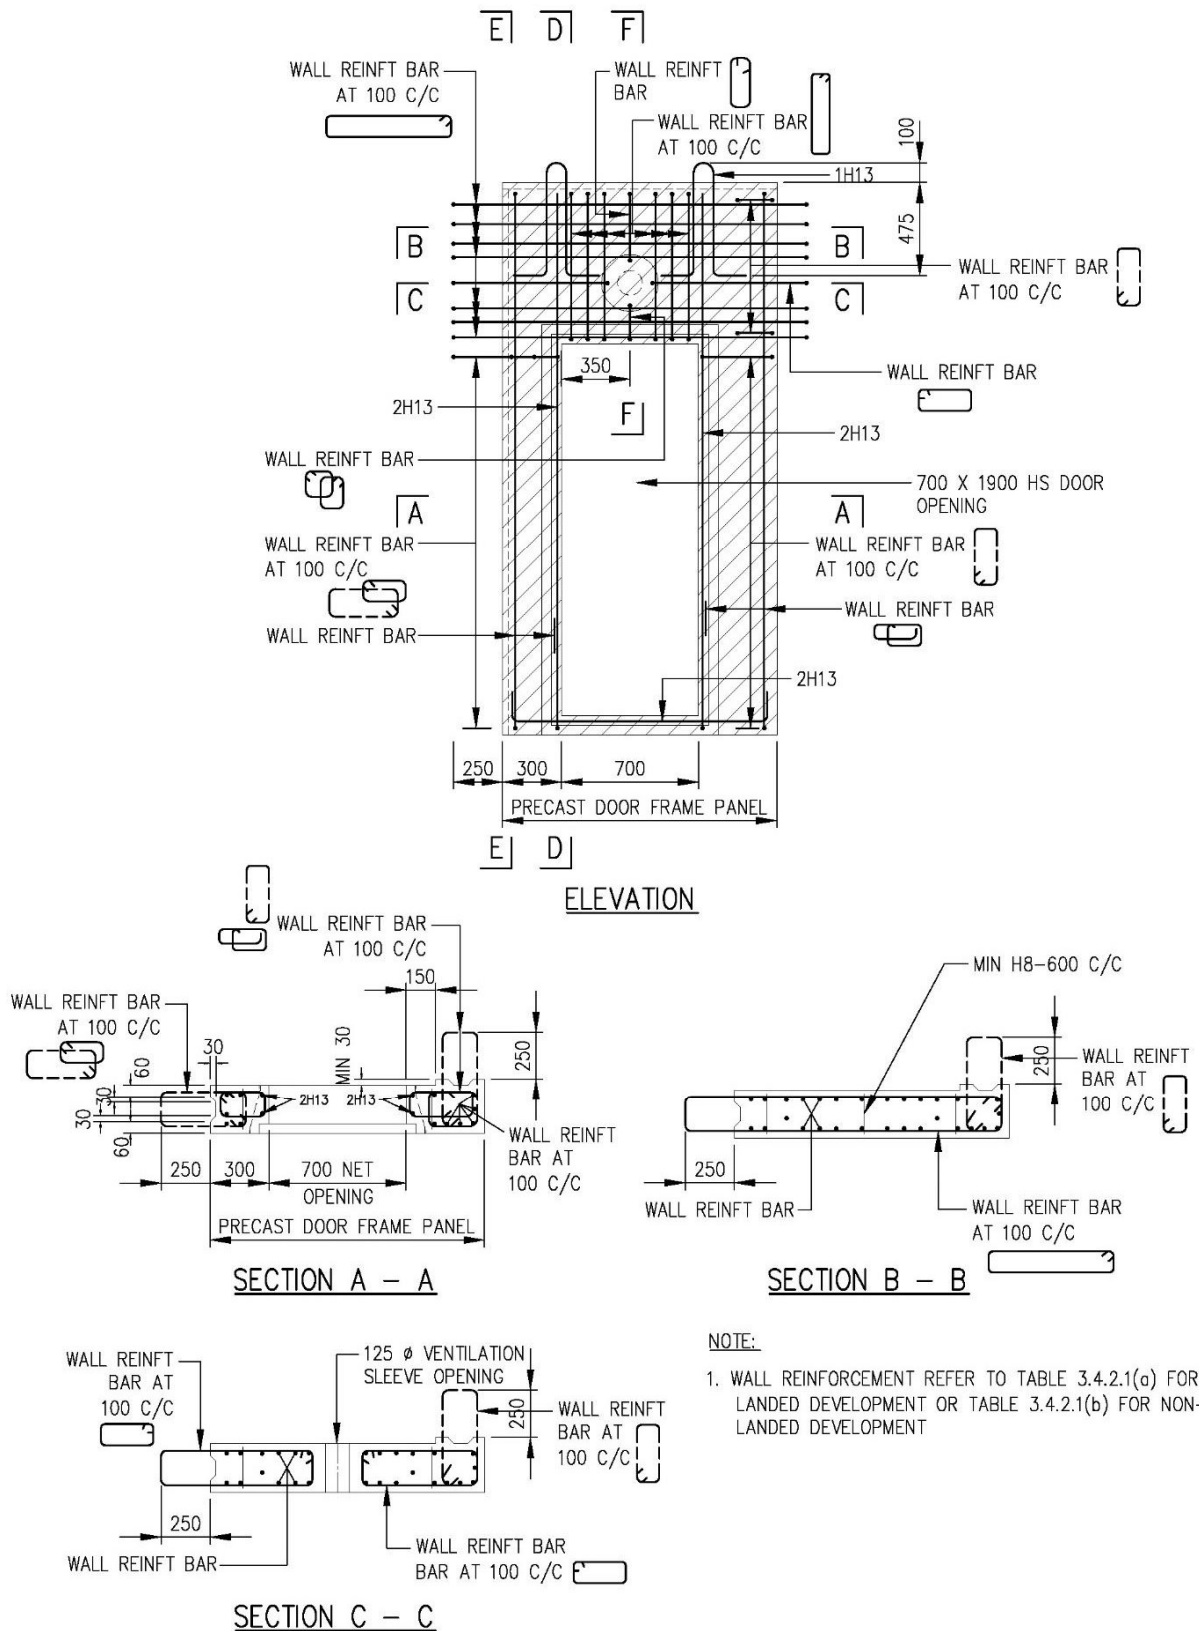 E D F
WALL REINFT BAR
AT 100 C/C
WALL REINFT
BAR
WALL REINFT BAR
AT 100 C/C
100
1H13
475
B B
WALL REINFT BAR
AT 100 C/C
C C
350
WALL REINFT BAR
2H13
F
2H13
WALL REINFT BAR
700 X 1900 HS DOOR
OPENING
A A
WALL REINFT BAR
AT 100 C/C
WALL REINFT BAR
AT 100 C/C
WALL REINFT BAR
WALL REINFT BAR
2H13
250 300 700
PRECAST DOOR FRAME PANEL
E D
ELEVATION
WALL REINFT BAR
AT 100 C/C
150
WALL REINFT BAR
AT 100 C/C
30
60
MIN 30
250
30
30
60
2H13 2H13
WALL REINFT
BAR AT
100 C/C
250 300 700 NET
OPENING
PRECAST DOOR FRAME PANEL
SECTION A - A
MIN H8-600 C/C
250
WALL REINFT
BAR AT
100 C/C
250
WALL REINFT BAR
WALL REINFT BAR
AT 100 C/C
SECTION B - B
WALL REINFT
BAR AT
100 C/C
125 ø VENTILATION
SLEEVE OPENING
250
WALL REINFT
BAR AT
100 C/C
250
WALL REINFT BAR
WALL REINFT BAR
BAR AT 100 C/C
SECTION C - C
NOTE:
1. WALL REINFORCEMENT REFER TO TABLE 3.4.2.1(a) FOR
LANDED DEVELOPMENT OR TABLE 3.4.2.1(b) FOR NON-
LANDED DEVELOPMENT